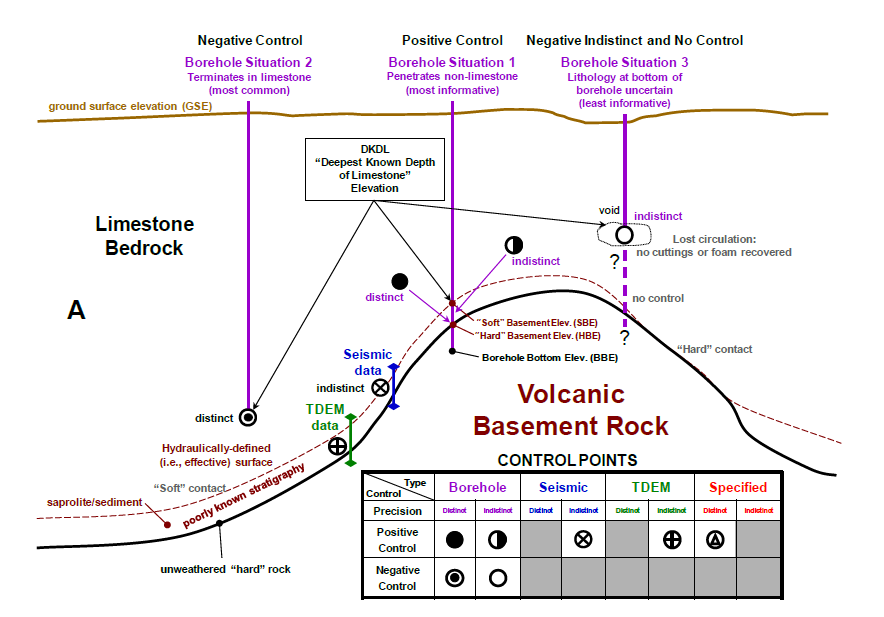 Negative Control
Borehole Situation 2
Terminates in limestone
(most common)
Positive Control
Borehole Situation 1
Penetrates non-limestone
(most informative)
Negative Indistinct and No Control
Borehole Situation 3
Lithology at bottom of
borehole uncertain
(least informative)
ground surface elevation (GSE)
DKDL
“Deepest Known Depth
of Limestone”
Elevation
Limestone
Bedrock
void
indistinct
Lost circulation:
no cuttings or foam recovered
?
indistinct
distinct
no control
A
“Soft” Basement Elev. (SBE)
“Hard” Basement Elev. (HBE)
?
Borehole Bottom Elev. (BBE)
“Hard” contact
Seismic
data
indistinct
Volcanic
Basement Rock
TDEM
data
distinct
Hydraulically-defined
(i.e., effective) surface
“Soft” contact
poorly known stratigraphy
saprolite/sediment
unweathered “hard” rock
CONTROL POINTS
Type
Control
Borehole
Seismic
TDEM
Specified
Precision
Distinct
Indistinct
Distinct
Indistinct
Distinct
Indistinct
Distinct
Indistinct
Positive
Control
Negative
Control